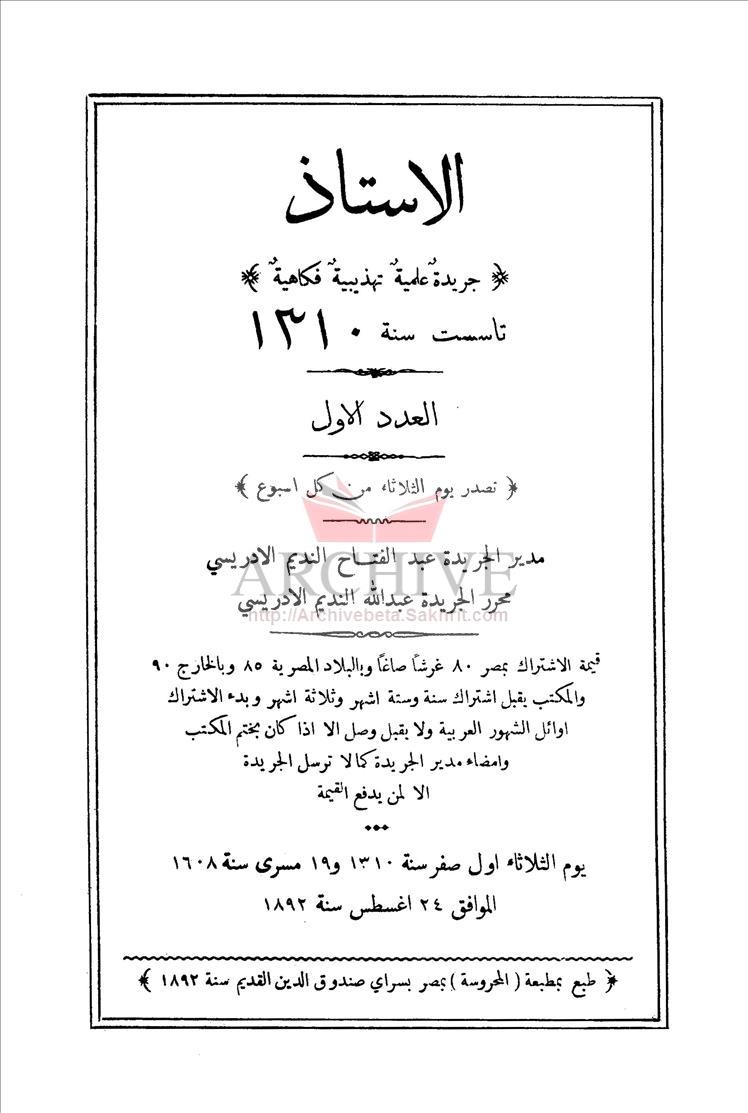 الاستاذ
﴿ جريدةٌ علميةٌ تهذيبيةٌ فكاهيةٌ ﴾
تاسست سنة ١٣١٠
العدد الاول
﴿ تصدر يوم الثلاثاء من كل اسبوع ﴾
مدير الجريدة عبد الفتاح النديم الادريسي
ARCHIVE
محرر الجريدة عبدالله النديم الادريسي
http://Archivebeta.Sakhrit.com
قيمة الاشتراك بمصر ٨٠ غرشاً صاغاً وبالبلاد المصرية ٨٥ وبالخارج ٩٠
والمكتب يقبل اشتراك سنة وستة اشهر وثلاثة اشهر وبدء الاشتراك
اوائل الشهور العربية ولا يقبل وصل الا اذا كان بختم المكتب
وامضاء مدير الجريدة كما لا ترسل الجريدة
الا لمن يدفع القيمة
يوم الثلاثاء اول صفر سنة ١٣١٠ و١٩ مسرى سنة ١٦٠٨
الموافق ٢٤ اغسطس سنة ١٨٩٢
﴿ طبع بمطبعة ( المحروسة ) بمصر بسراي صندوق الدين القديم سنة ١٨٩٢ ﴾